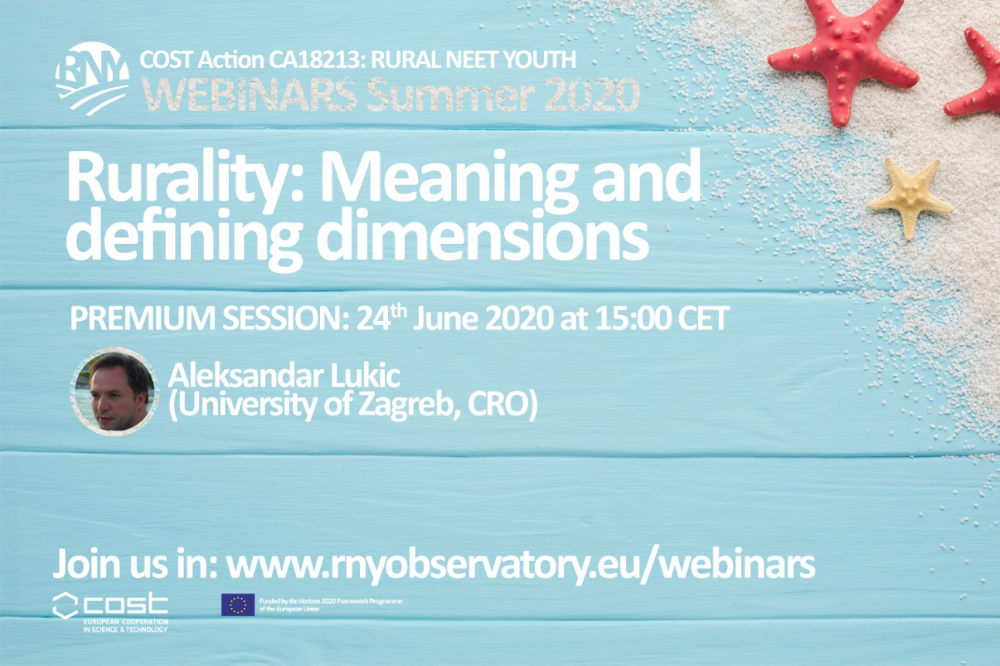 RNY
COST Action CA18213: RURAL NEET YOUTH
WEBINARS Summer 2020
Rurality: Meaning and
defining dimensions
PREMIUM SESSION: 24th June 2020 at 15:00 CET
Aleksandar Lukic
(University of Zagreb, CRO)
Join us in: www.rnyobservatory.eu/webinars
cost
EUROPEAN COOPERATION
IN SCIENCE & TECHNOLOGY
Funded by the Horizon 2020 Framework Programme
of the European Union